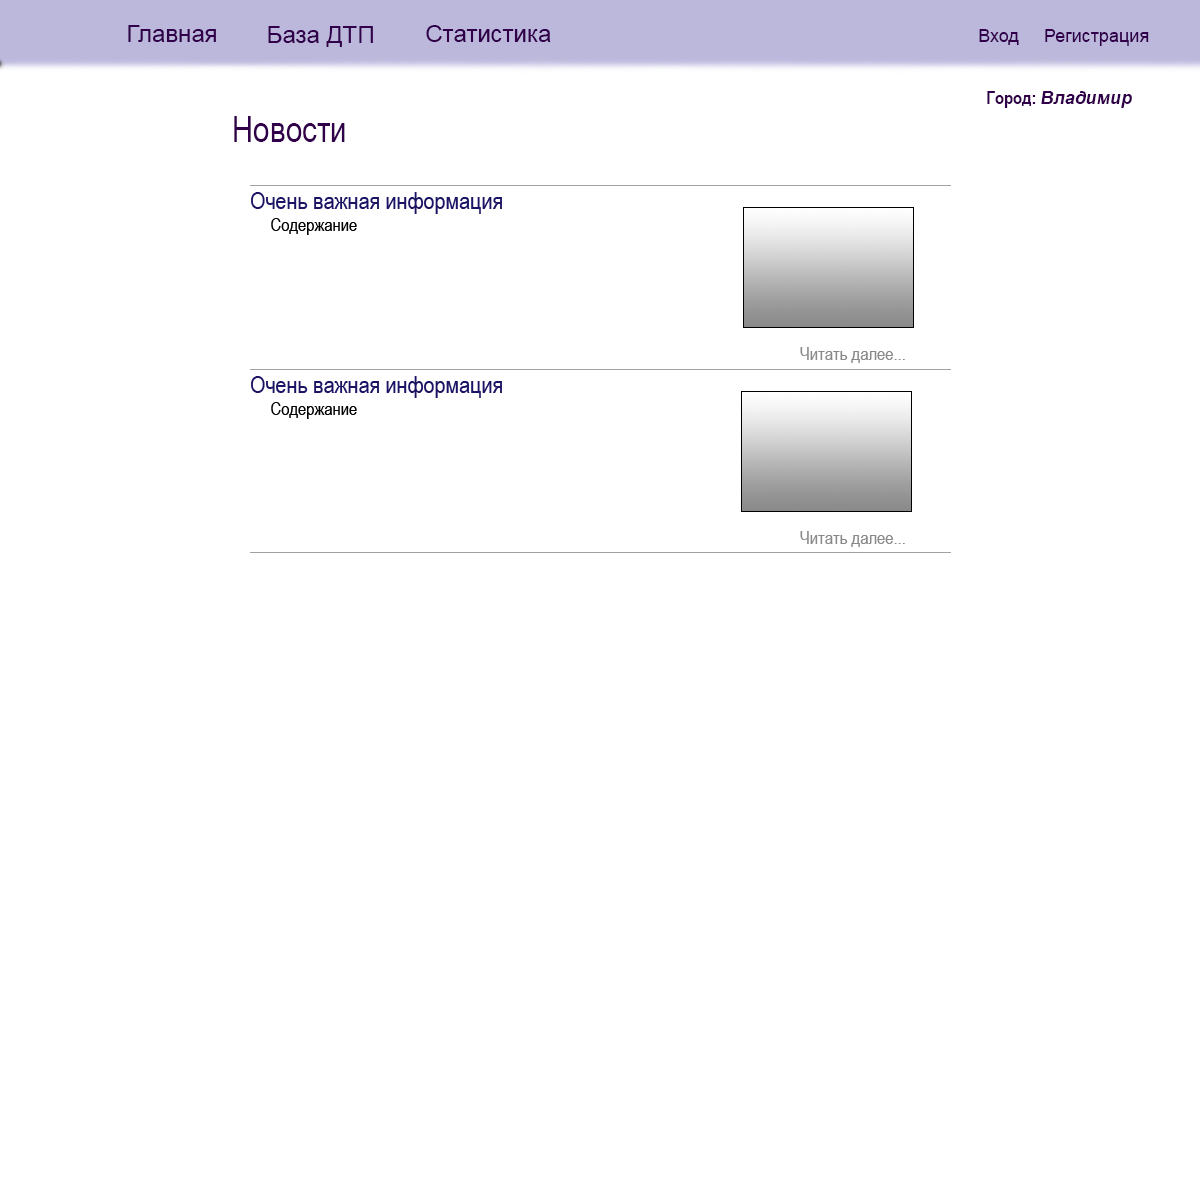 Главная База ДТП Статистика Вход Регистрация
Город: Владимир
Новости
Очень важная информация
Содержание
Читать далее...
Очень важная информация
Содержание
Читать далее...